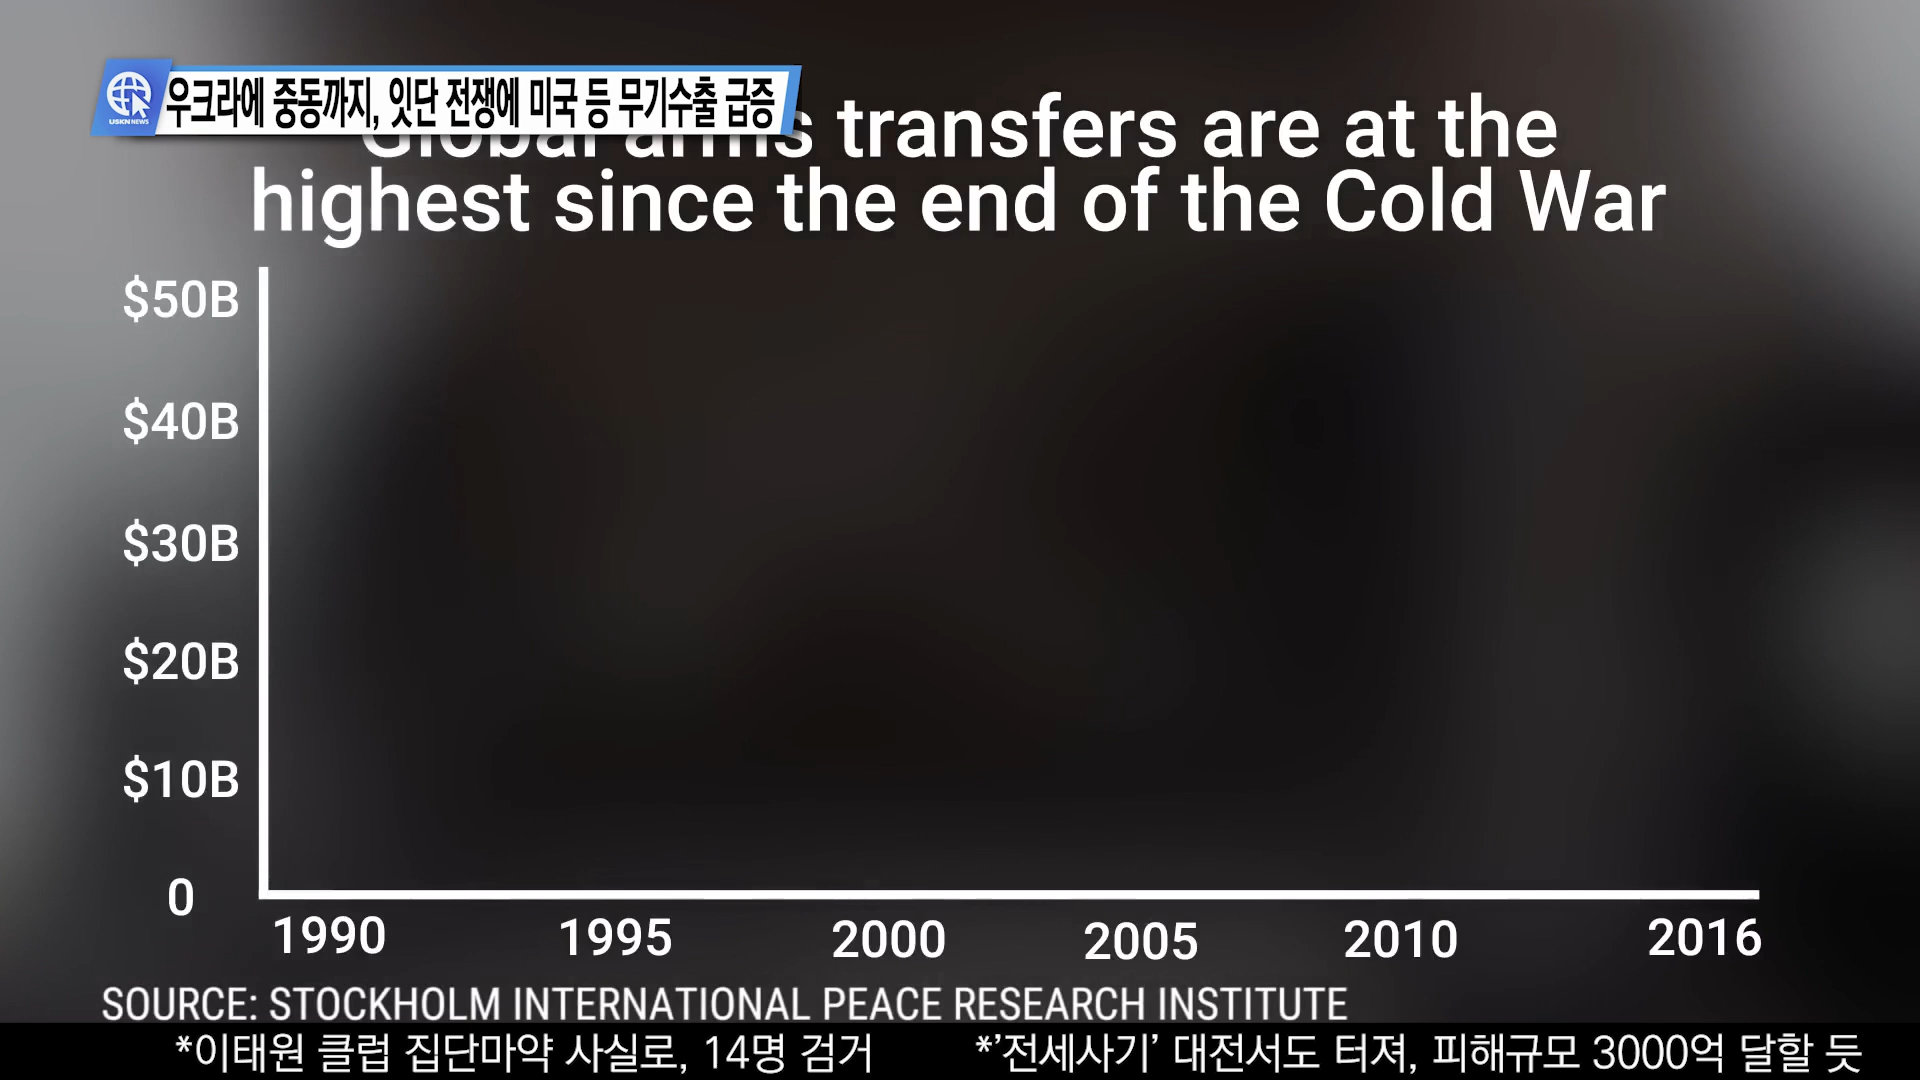 우크라에 중동까지, 잇단 전쟁에 미국 등 무기수출 급증
USKN NEWS
Global arms transfers are at the
highest since the end of the Cold War
$50B
$40B
$30B
$20B
$10B
0
1990 1995 2000 2005 2010 2016
SOURCE: STOCKHOLM INTERNATIONAL PEACE RESEARCH INSTITUTE
*이태원 클럽 집단마약 사실로, 14명 검거 *'전세사기' 대전서도 터져, 피해규모 3000억 달할 듯